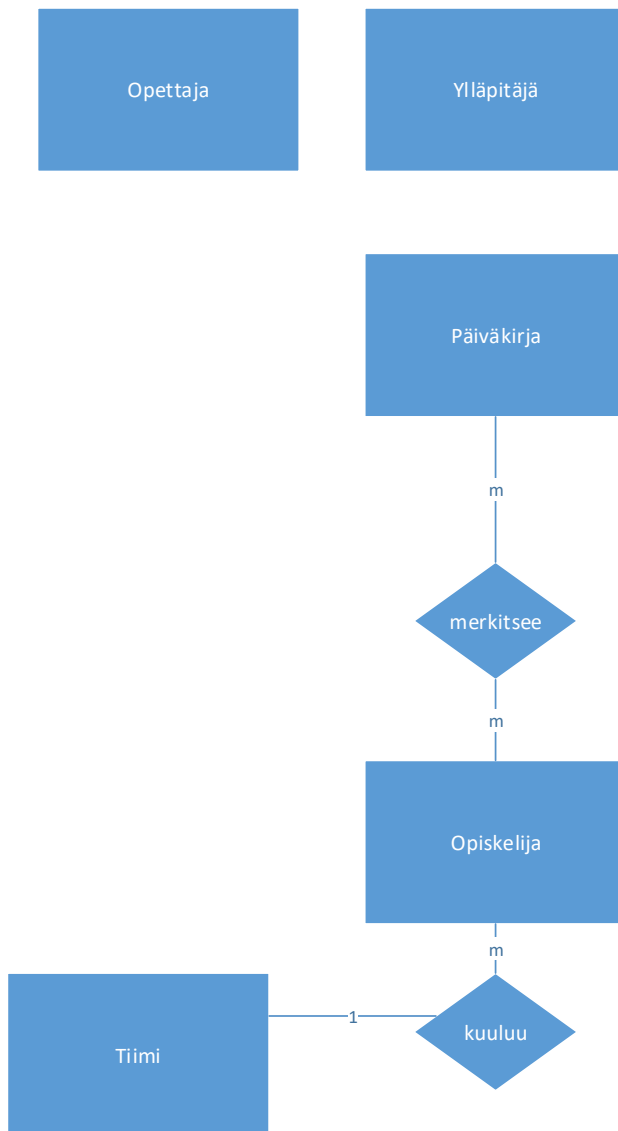 Opettaja
Ylläpitäjä
Päiväkirja
m
merkitsee
m
Opiskelija
m
1
kuuluu
Tiimi